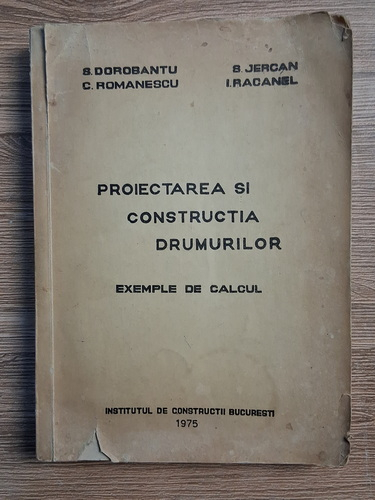 S. DOROBANTU S. JERCAN
C. ROMANESCU I. RACANEL
PROIECTAREA SI
CONSTRUCTIA
DRUMURILOR
EXEMPLE DE CALCUL
INSTITUTUL DE CONSTRUCTII BUCURESTI
1975